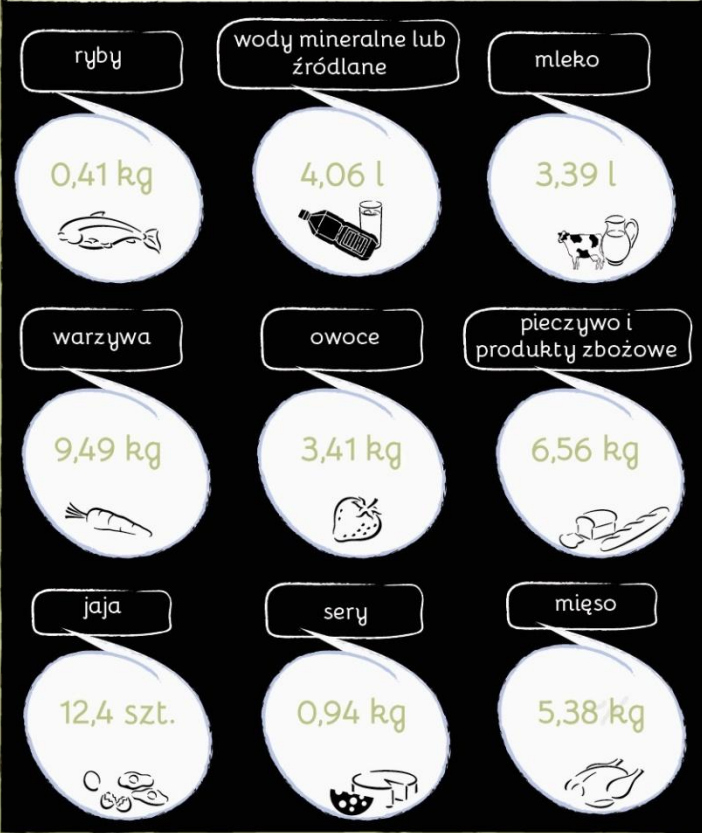 ryby
wody mineralne lub
źródlane
mleko
0,41 kg
4,06 l
3,39 l
warzywa
owoce
pieczywo i
produkty zbożowe
9,49 kg
3,41 kg
6,56 kg
jaja
sery
mięso
12,4 szt.
0,94 kg
5,38 kg